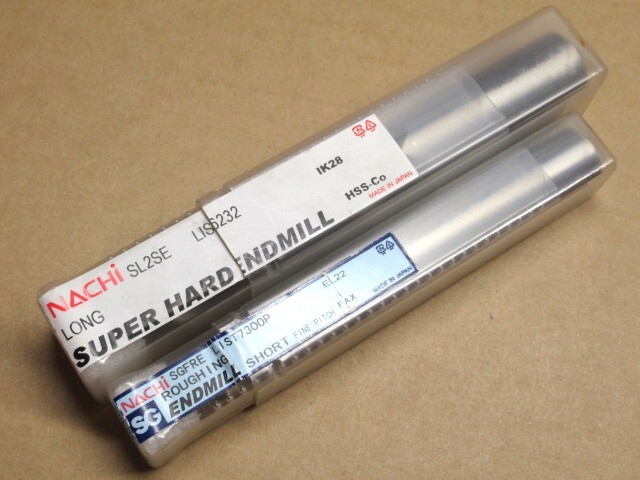 NACHi SL2SE LIS6232
LONG
SUPER HARD ENDMILL
IK28
HSS-Co
MADE IN JAPAN
NACHi SGFRE LIST7300P EL22
ROUGHING
SG ENDMILL SHORT FINE PITCH FAX
MADE IN JAPAN